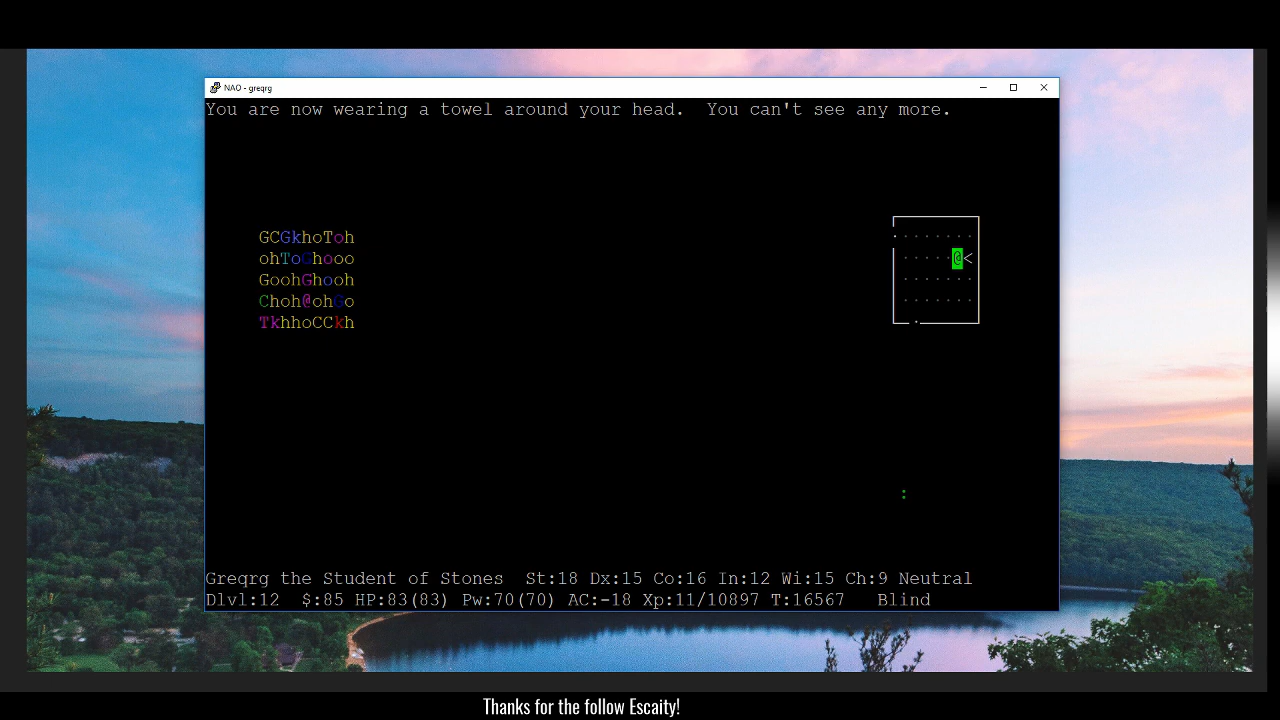 NAO - greqrg
You are now wearing a towel around your head.  You can't see any more.
GCGkhoToh
ohToGhooo
GoohGhooh
Choh@ohGo
. . . . . . . .
. . . . . @<
. . . . . . .
. . . . . . .
TkhhoCCkh
.
:
Greqrg the Student of Stones  St:18 Dx:15 Co:16 In:12 Wi:15 Ch:9 Neutral
Dlvl:12  $:85 HP:83(83) Pw:70(70) AC:-18 Xp:11/10897 T:16567   Blind
Thanks for the follow Escaity!